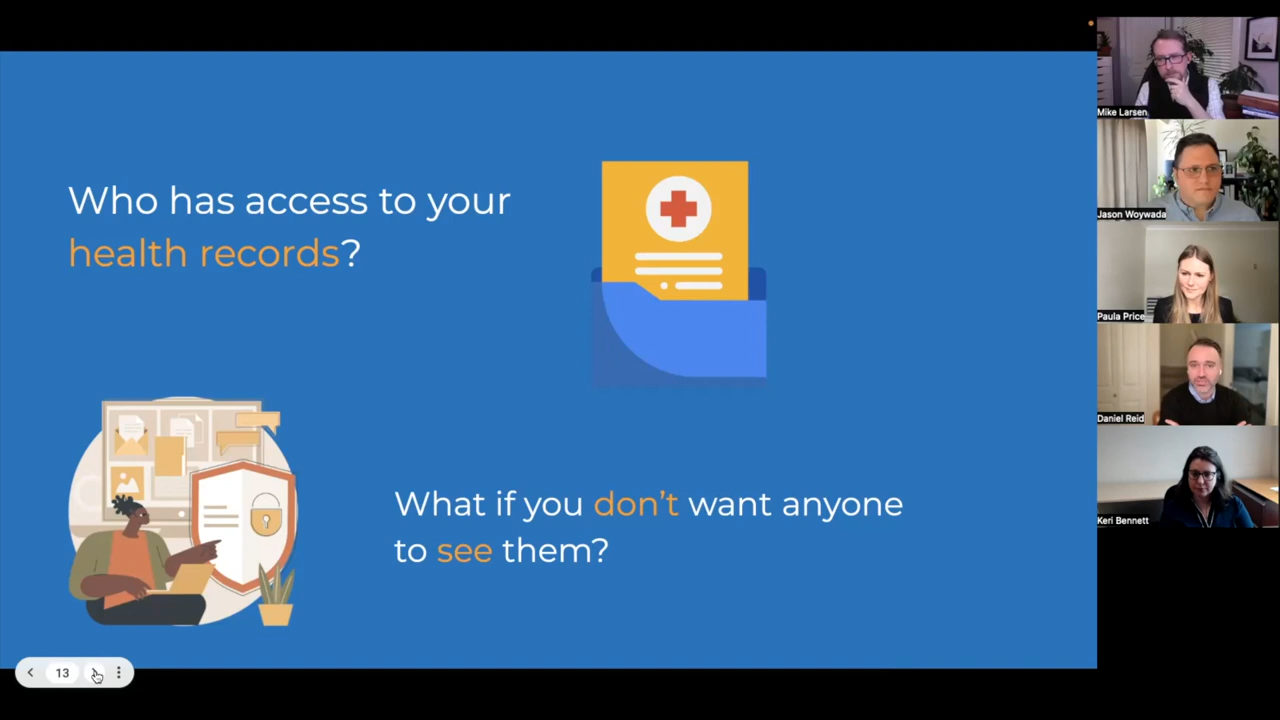 Who has access to your
health records?
What if you don't want anyone
to see them?
13
Mike Larsen
Jason Woywada
Paula Price
Daniel Reid
Keri Bennett